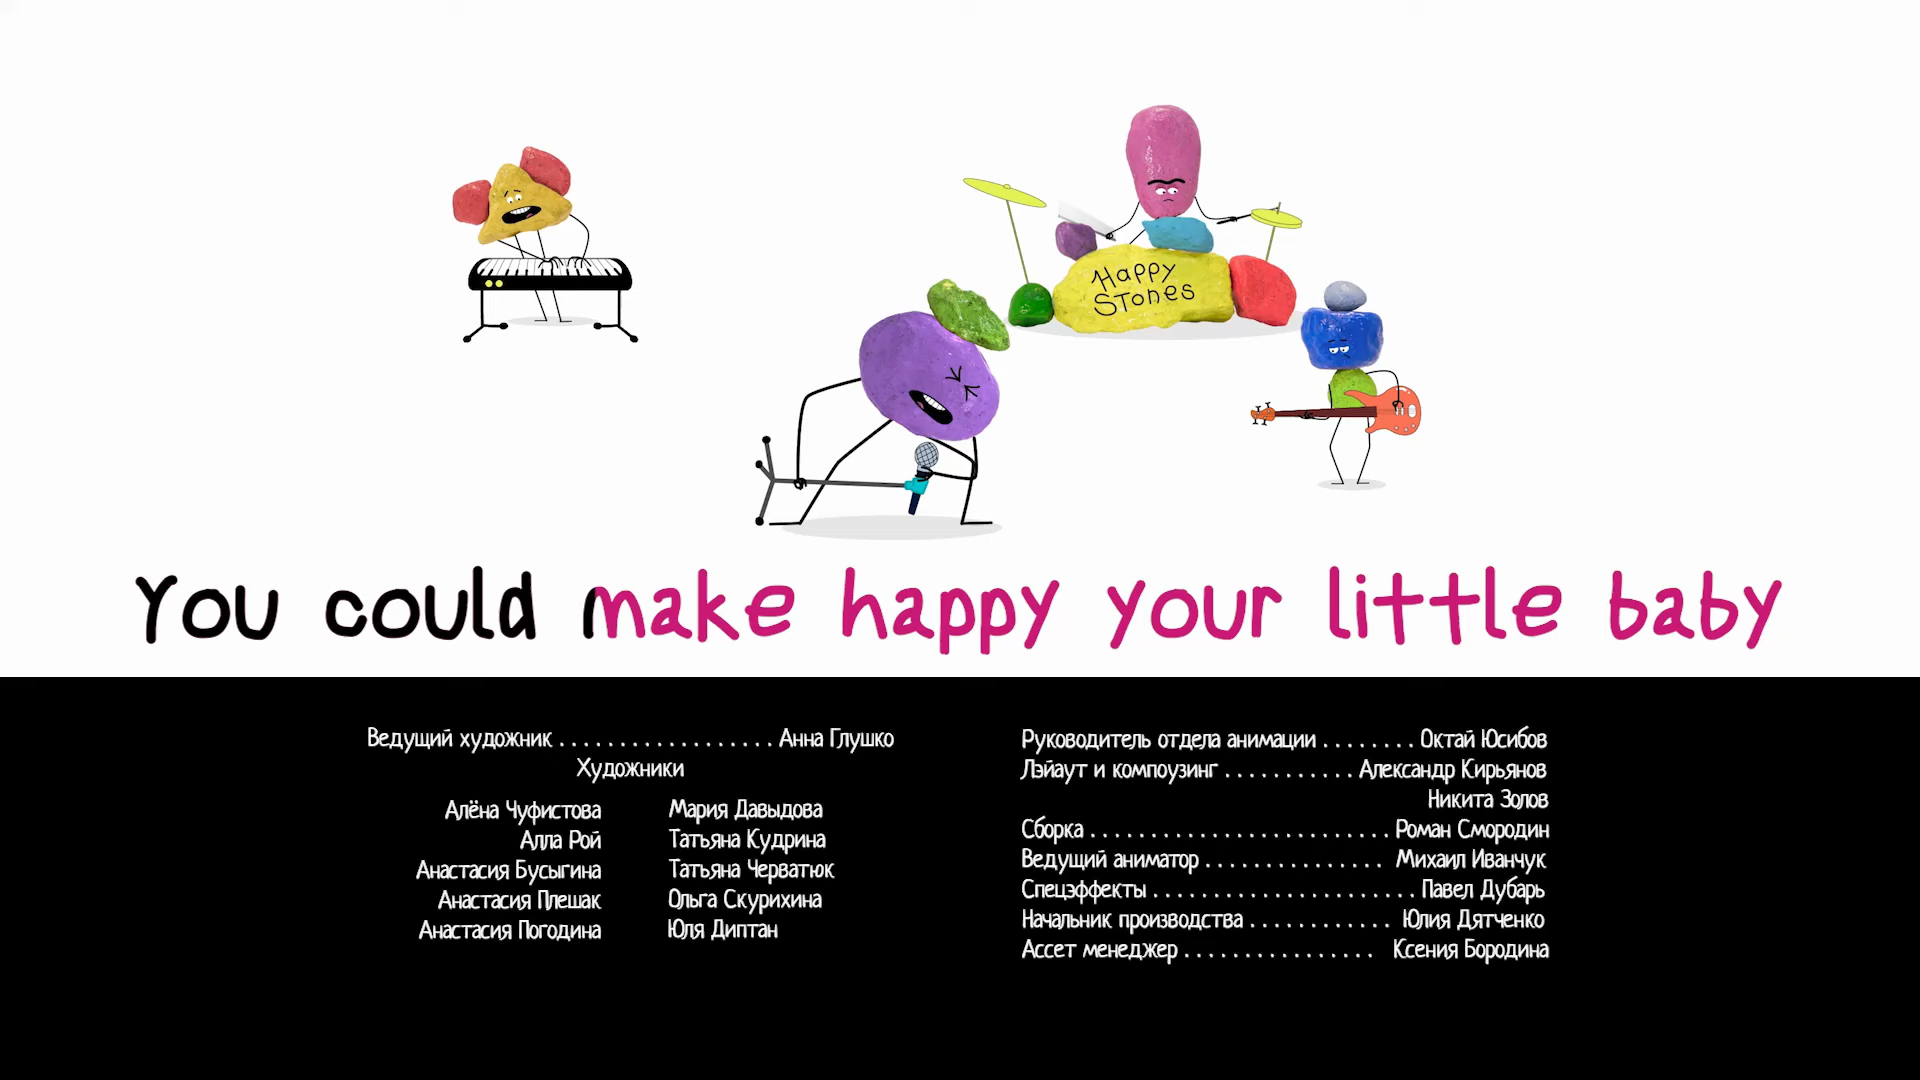 Happy
Stones
You could make happy your little baby
Ведущий художник . . . . . . . . . . . . . . . . . . Анна Глушко
Художники
Алёна Чуфистова
Алла Рой
Анастасия Бусыгина
Анастасия Плешак
Анастасия Погодина
Мария Давыдова
Татьяна Кудрина
Татьяна Черватюк
Ольга Скурихина
Юля Диптан
Руководитель отдела анимации . . . . . . . . Октай Юсибов
Лэйаут и компоузинг . . . . . . . . . . . Александр Кирьянов
Никита Золов
Сборка . . . . . . . . . . . . . . . . . . . . . . . . . Роман Смородин
Ведущий аниматор . . . . . . . . . . . . . . . Михаил Иванчук
Спецэффекты . . . . . . . . . . . . . . . . . . . . . . Павел Дубарь
Начальник производства . . . . . . . . . . . . Юлия Дятченко
Ассет менеджер . . . . . . . . . . . . . . . . Ксения Бородина